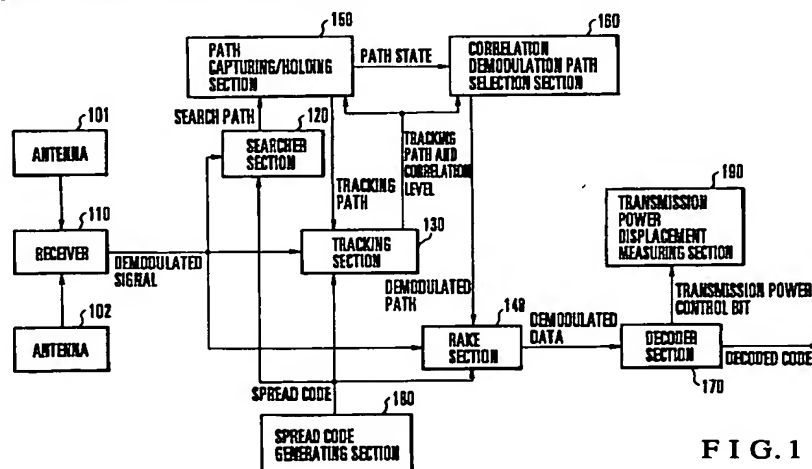 150
PATH
CAPTURING/HOLDING
SECTION
PATH STATE
160
CORRELATION
DEMODULATION PATH
SELECTION SECTION
SEARCH PATH
120
SEARCHER
SECTION
101
ANTENNA
TRACKING PATH
TRACKING
PATH AND
CORRELATION
LEVEL
190
TRANSMISSION
POWER
DISPLACEMENT
MEASURING SECTION
110
RECEIVER
DEMODULATED
SIGNAL
130
TRACKING
SECTION
DEMODULATED
PATH
TRANSMISSION POWER
CONTROL BIT
102
ANTENNA
149
RAKE
SECTION
DEMODULATED
DATA
DECODER
SECTION
170
DECODED CODE
SPREAD CODE
180
SPREAD CODE
GENERATING SECTION
F I G. 1